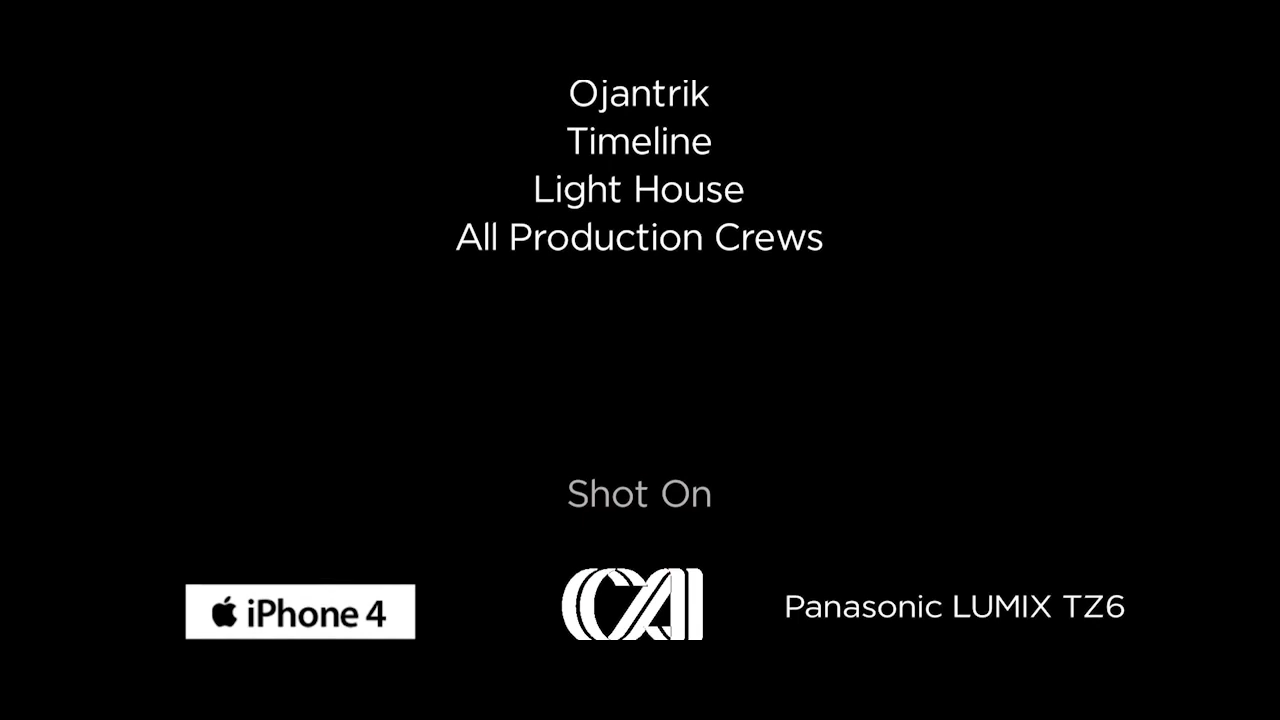 Ojantrik
Timeline
Light House
All Production Crews
Shot On
iPhone 4
Panasonic LUMIX TZ6